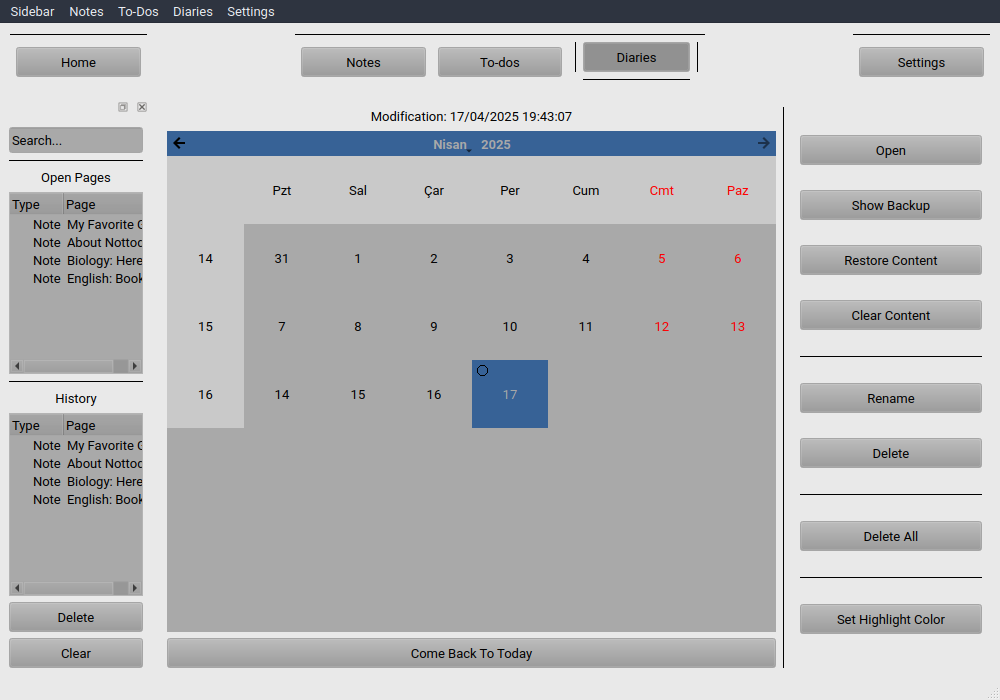 Sidebar Notes To-Dos Diaries Settings
Home Notes To-dos Diaries Settings
Search...
Open Pages
Type Page
Note My Favorite
Note About Nottoc
Note Biology: Here
Note English: Book
History
Type Page
Note My Favorite
Note About Nottoc
Note Biology: Here
Note English: Book
Delete
Clear
Modification: 17/04/2025 19:43:07
Nisan 2025
Pzt Sal Çar Per Cum Cmt Paz
14 31 1 2 3 4 5 6
15 7 8 9 10 11 12 13
16 14 15 16 17
Come Back To Today
Open
Show Backup
Restore Content
Clear Content
Rename
Delete
Delete All
Set Highlight Color